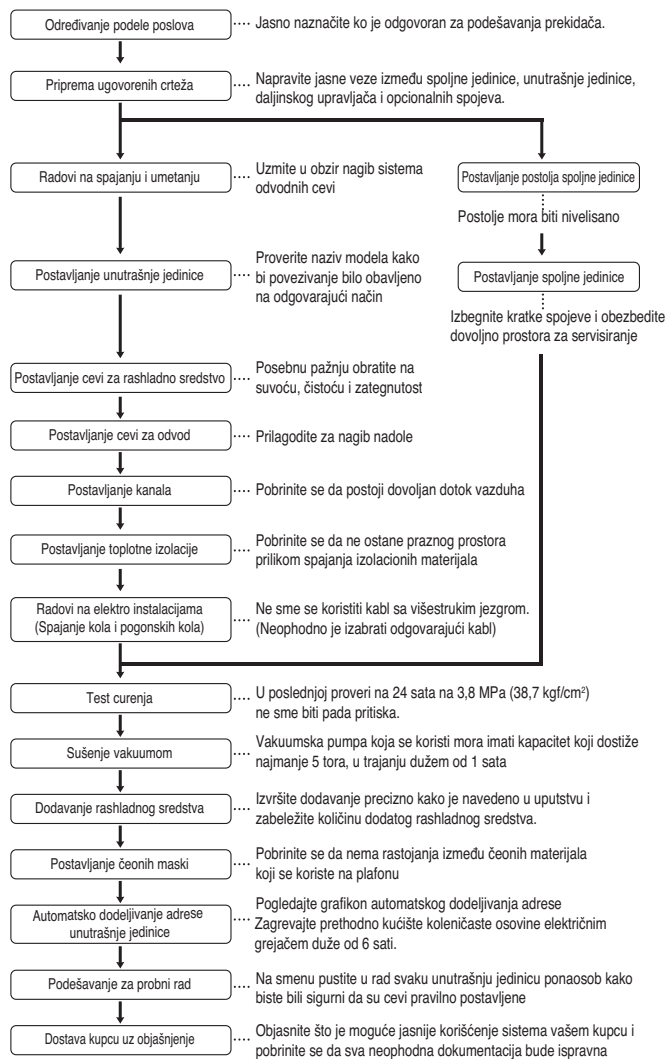 Određivanje podele poslova
Jasno naznačite ko je odgovoran za podešavanja prekidača.
Priprema ugovorenih crteža
Napravite jasne veze između spoljne jedinice, unutrašnje jedinice,
daljinskog upravljača i opcionalnih spojeva.
Radovi na spajanju i umetanju
Uzmite u obzir nagib sistema
odvodnih cevi
Postavljanje postolja spoljne jedinice
Postolje mora biti nivelisano
Postavljanje unutrašnje jedinice
Proverite naziv modela kako
bi povezivanje bilo obavljeno
na odgovarajući način
Postavljanje spoljne jedinice
Izbegnite kratke spojeve i obezbedite
dovoljno prostora za servisiranje
Postavljanje cevi za rashladno sredstvo
Posebnu pažnju obratite na
suvoću, čistoću i zategnutost
Postavljanje cevi za odvod
Prilagodite za nagib nadole
Postavljanje kanala
Pobrinite se da postoji dovoljan dotok vazduha
Postavljanje toplotne izolacije
Pobrinite se da ne ostane praznog prostora
prilikom spajanja izolacionih materijala
Radovi na elektro instalacijama
(Spajanje kola i pogonskih kola)
Ne sme se koristiti kabl sa višestrukim jezgrom.
(Neophodno je izabrati odgovarajući kabl)
Test curenja
U poslednjoj proveri na 24 sata na 3,8 MPa (38,7 kgf/cm²)
ne sme biti pada pritiska.
Sušenje vakuumom
Vakuumska pumpa koja se koristi mora imati kapacitet koji dostiže
najmanje 5 tora, u trajanju dužem od 1 sata
Dodavanje rashladnog sredstva
Izvršite dodavanje precizno kako je navedeno u uputstvu i
zabeležite količinu dodatog rashladnog sredstva.
Postavljanje čeonih maski
Pobrinite se da nema rastojanja između čeonih materijala
koji se koriste na plafonu
Automatsko dodeljivanje adrese
unutrašnje jedinice
Pogledajte grafikon automatskog dodeljivanja adrese
Zagrevajte prethodno kućište koleničaste osovine električnim
grejačem duže od 6 sati.
Podešavanje za probni rad
Na smenu pustite u rad svaku unutrašnju jedinicu ponaosob kako
biste bili sigurni da su cevi pravilno postavljene
Dostava kupcu uz objašnjenje
Objasnite što je moguće jasnije korišćenje sistema vašem kupcu i
pobrinite se da sva neophodna dokumentacija bude ispravna